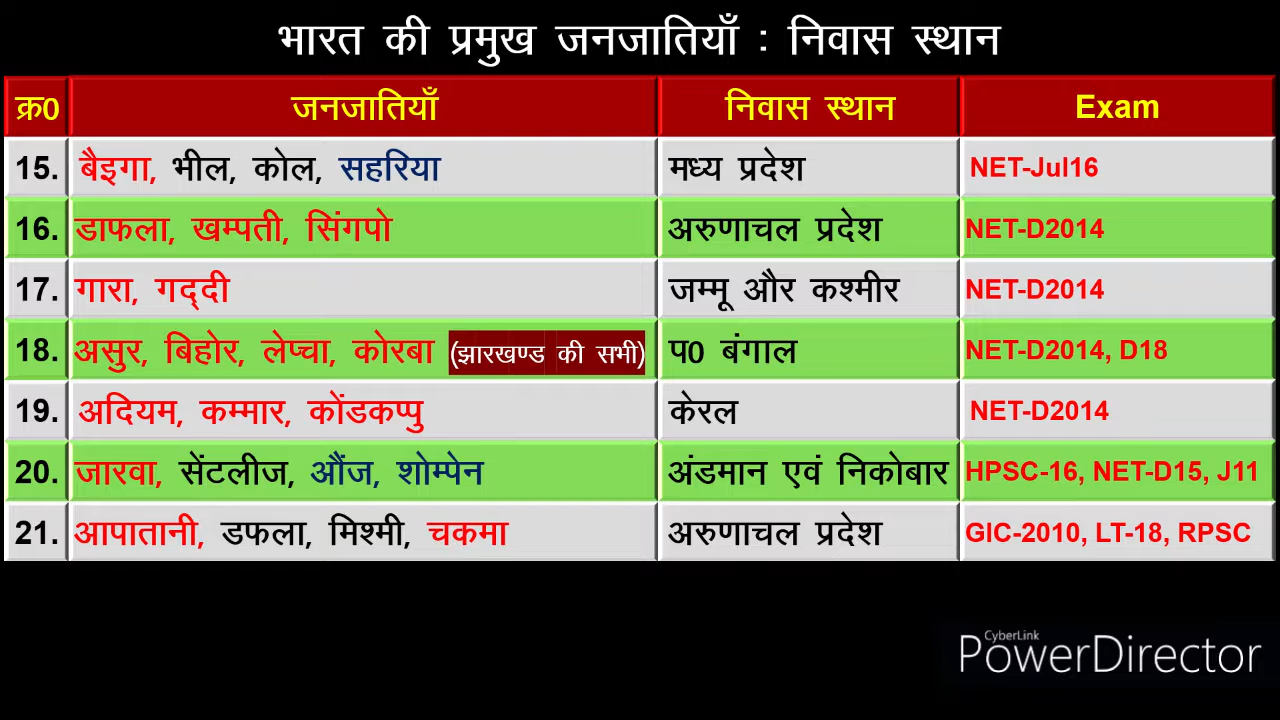 भारत की प्रमुख जनजातियाँ : निवास स्थान
क्र0 जनजातियाँ निवास स्थान Exam
15. बैइगा, भील, कोल, सहरिया मध्य प्रदेश NET-Jul16
16. डाफला, खम्पती, सिंगपो अरुणाचल प्रदेश NET-D2014
17. गारा, गद्दी जम्मू और कश्मीर NET-D2014
18. असुर, बिहोर, लेप्चा, कोरबा (झारखण्ड की सभी) प0 बंगाल NET-D2014, D18
19. अदियम, कम्मार, कोंडकप्पु केरल NET-D2014
20. जारवा, सेंटलीज, औंज, शोम्पेन अंडमान एवं निकोबार HPSC-16, NET-D15, J11
21. आपातानी, डफला, मिश्मी, चकमा अरुणाचल प्रदेश GIC-2010, LT-18, RPSC
CyberLink
PowerDirector